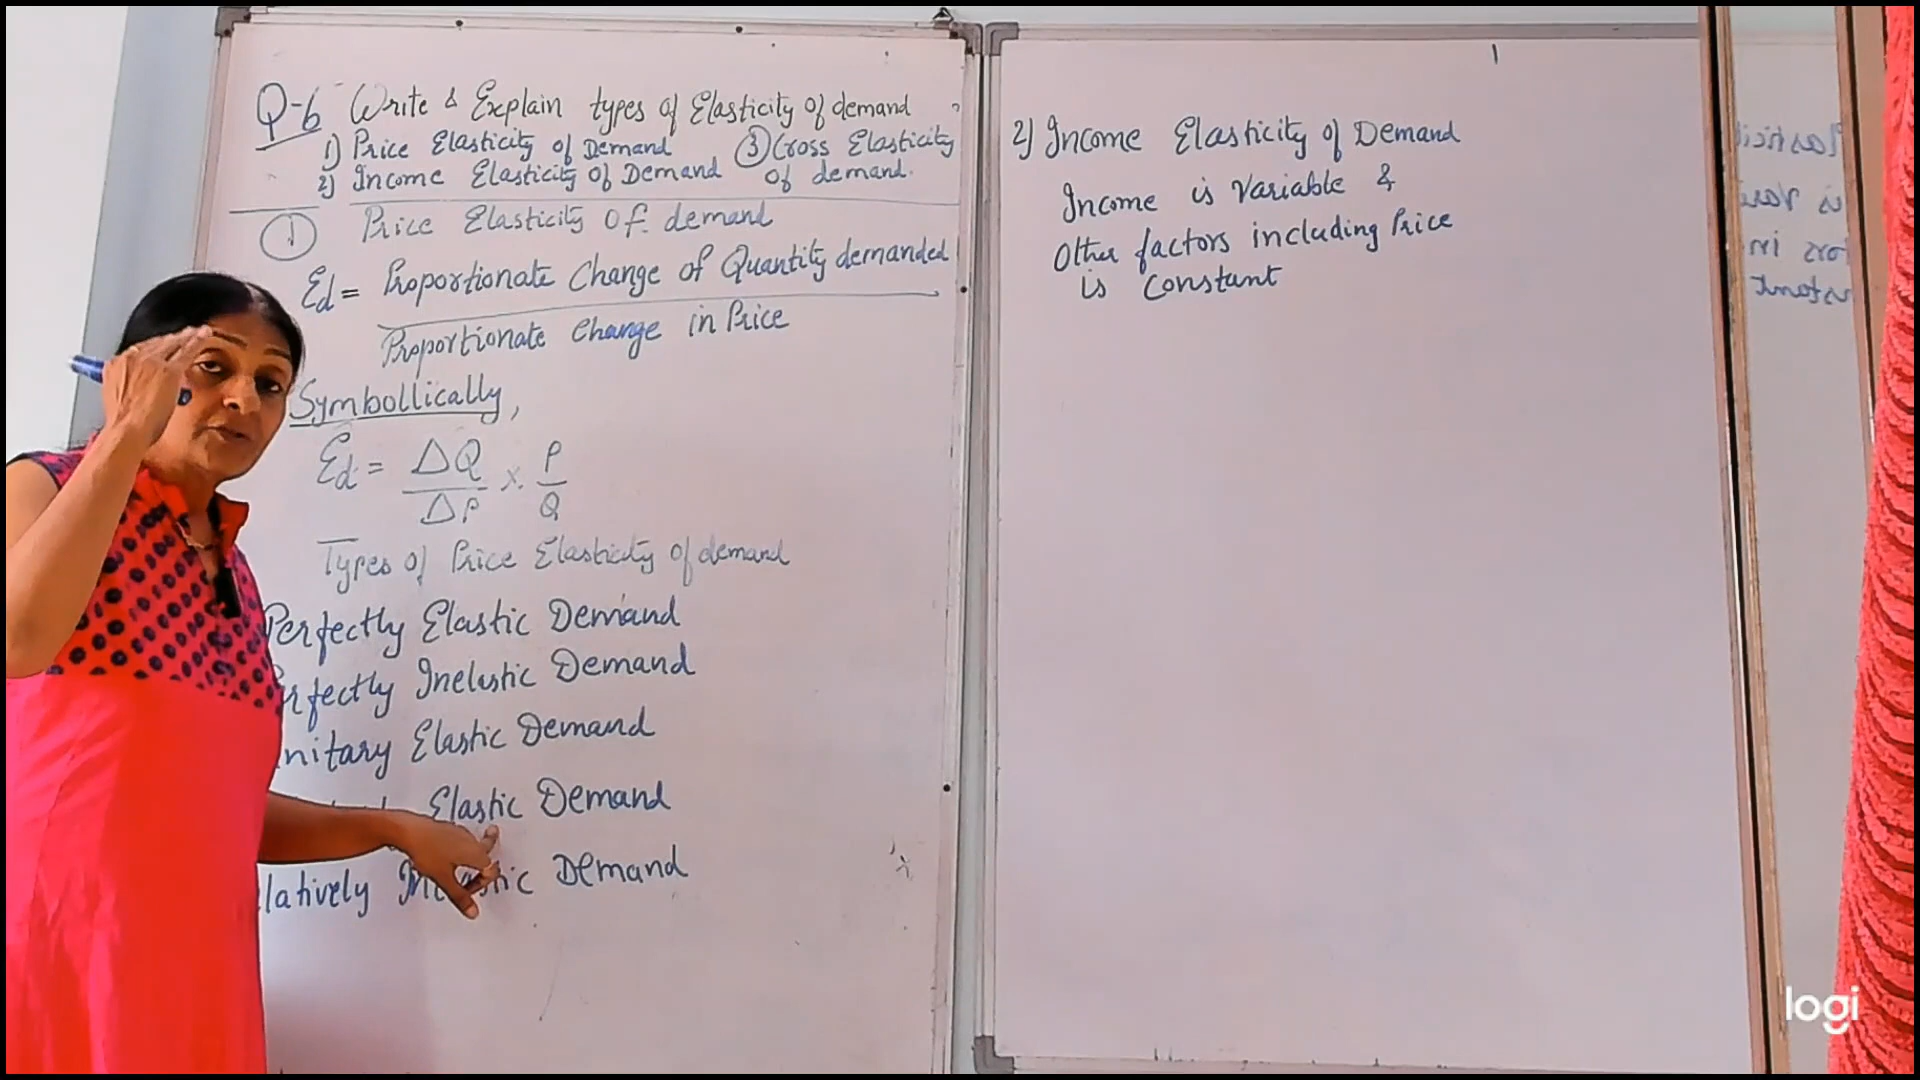 Q-6 Write & Explain types of Elasticity of demand
1) Price Elasticity of Demand
③ Cross Elasticity of demand.
2) Income Elasticity of Demand
① Price Elasticity of demand
Ed = Proportionate Change of Quantity demanded
Proportionate Change in Price
Symbollically,
Ed = ΔQ/ΔP × P/Q
Types of Price Elasticity of demand
Perfectly Elastic Demand
Inelastic Demand
Elastic Demand
Elastic Demand
Demand
2) Income Elasticity of Demand
Income is Variable &
Other factors including Price
is Constant
logi